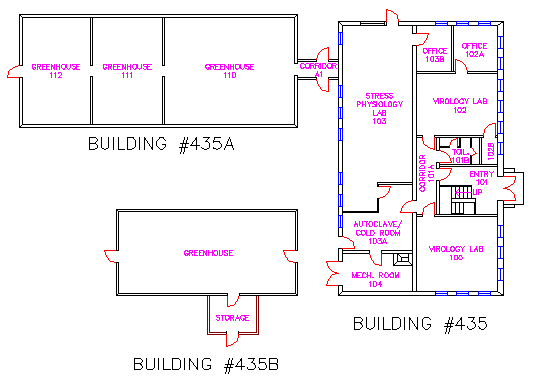 GREENHOUSE
112
GREENHOUSE
111
GREENHOUSE
110
CORRIDOR
A1
OFFICE
103B
OFFICE
102A
STRESS
PHYSIOLOGY
LAB
103
VIROLOGY LAB
102
BUILDING #435A
TOIL.
101B
102B
CORRIDOR
101A
ENTRY
101
UP
AUTOCLAVE/
COLD ROOM
103A
VIROLOGY LAB
100
MECH. ROOM
104
GREENHOUSE
STORAGE
BUILDING #435
BUILDING #435B